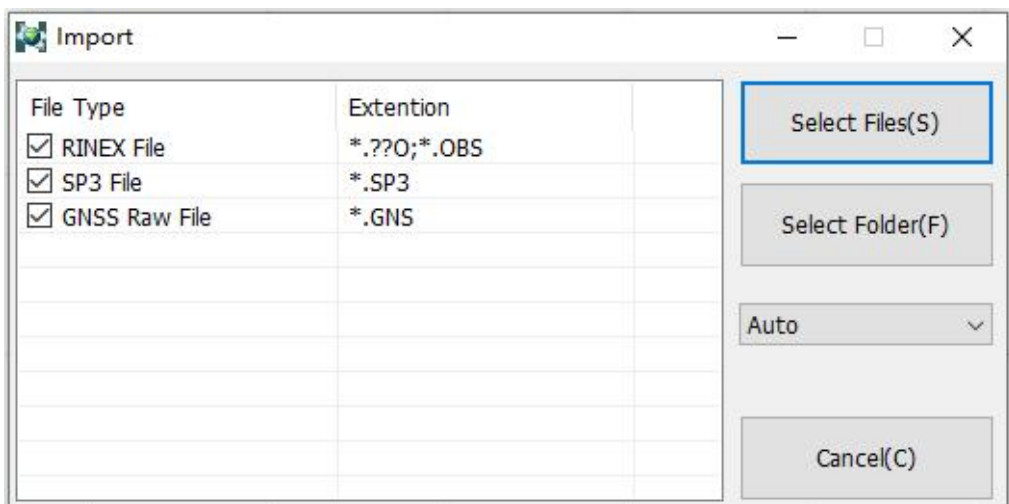 Import
File Type Extention
RINEX File *.??O;*.OBS
SP3 File *.SP3
GNSS Raw File *.GNS
Select Files(S)
Select Folder(F)
Auto
Cancel(C)